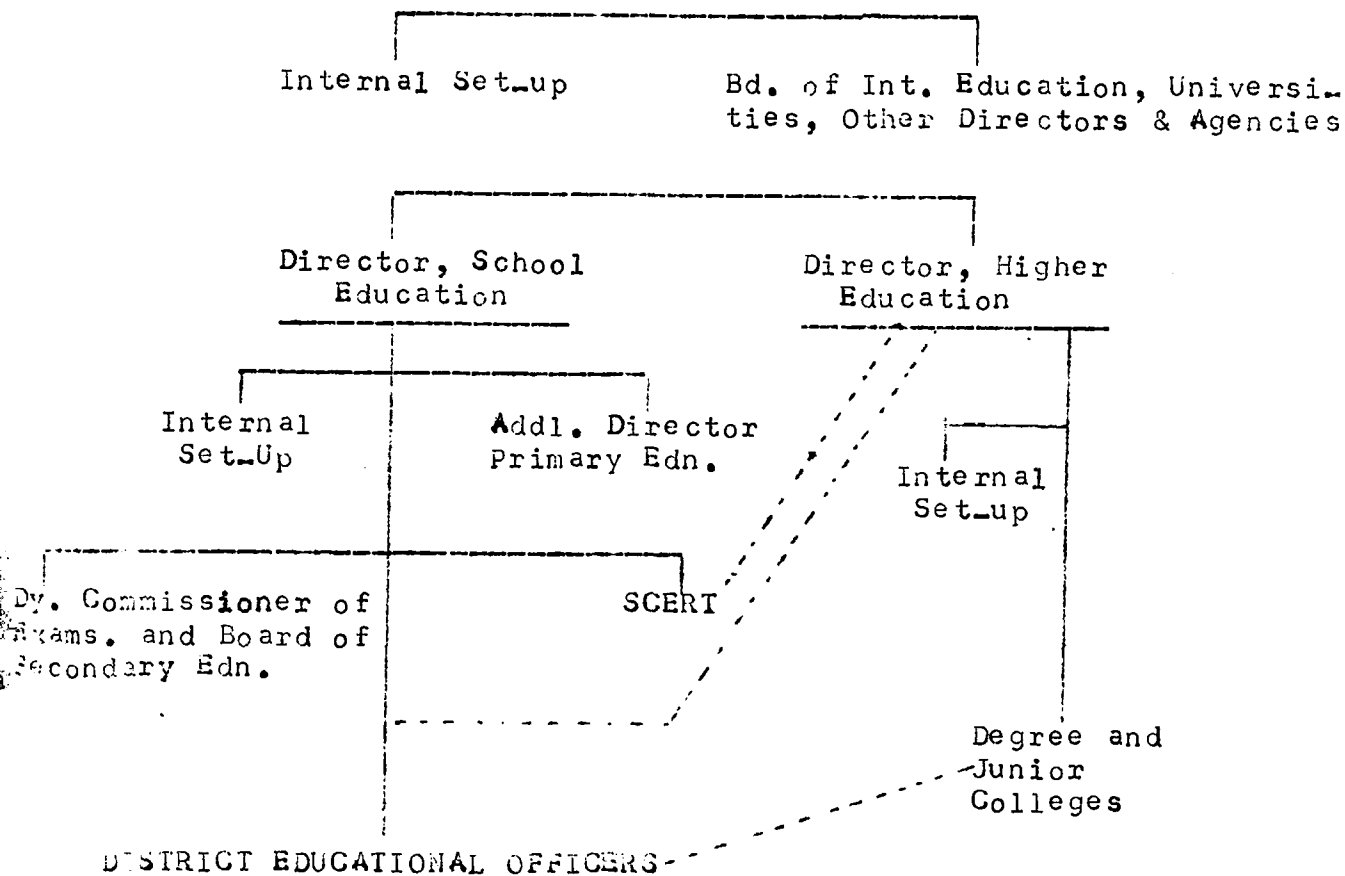 Internal Set-up
Bd. of Int. Education, Universi-
ties, Other Directors & Agencies
Director, School
Education
Director, Higher
Education
Internal
Set-Up
Addl. Director
Primary Edn.
Internal
Set-up
Dy. Commissioner of
Exams. and Board of
Secondary Edn.
SCERT
Degree and
Junior
Colleges
DISTRICT EDUCATIONAL OFFICERS